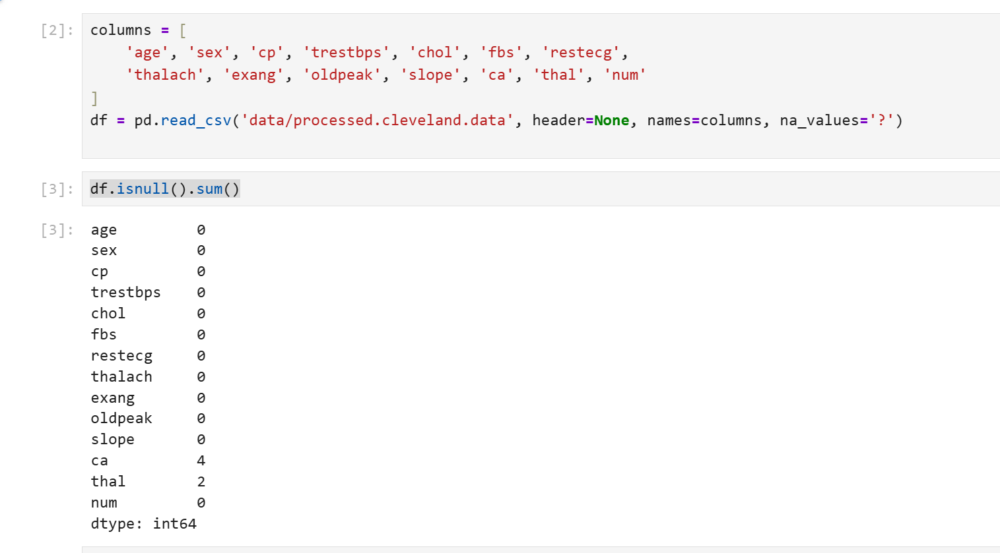 [2]: columns = [
'age', 'sex', 'cp', 'trestbps', 'chol', 'fbs', 'restecg',
'thalach', 'exang', 'oldpeak', 'slope', 'ca', 'thal', 'num'
]
df = pd.read_csv('data/processed.cleveland.data', header=None, names=columns, na_values='?')
[3]: df.isnull().sum()
[3]: age 0
sex 0
cp 0
trestbps 0
chol 0
fbs 0
restecg 0
thalach 0
exang 0
oldpeak 0
slope 0
ca 4
thal 2
num 0
dtype: int64